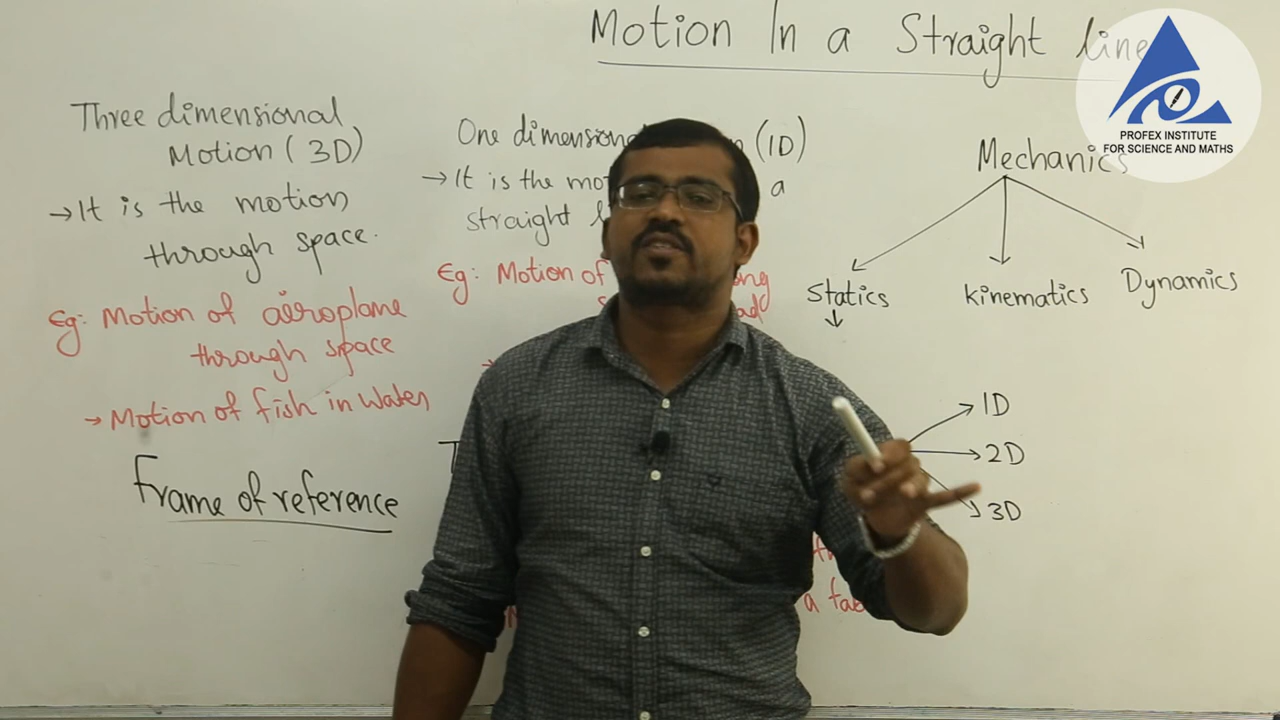 Motion In a Straight line
PROFEX INSTITUTE
FOR SCIENCE AND MATHS
Three dimensional
Motion (3D)
→It is the motion
through space.
Eg: Motion of aeroplane
through space
→ Motion of fish in water
Frame of reference
One dimensional (1D)
→It is the a
straight
Eg: Motion of
Mechanics
Statics
kinematics
Dynamics
1D
2D
3D
a